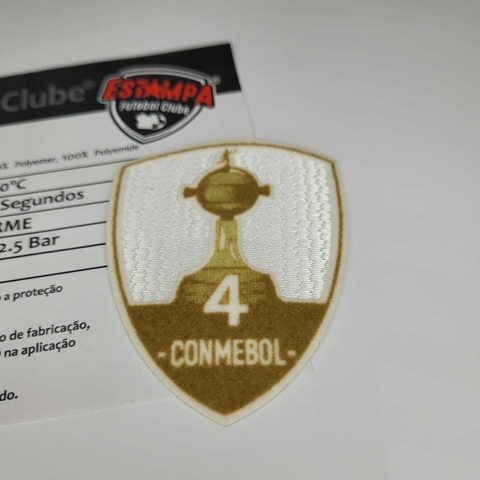 Clube®
ESTAMPA®
Futebol Clube
0% Polyester, 100% Polyamide
0°C
Segundos
RME
2.5 Bar
o a proteção
o de fabricação,
o na aplicação
do.
4
- CONMEBOL -